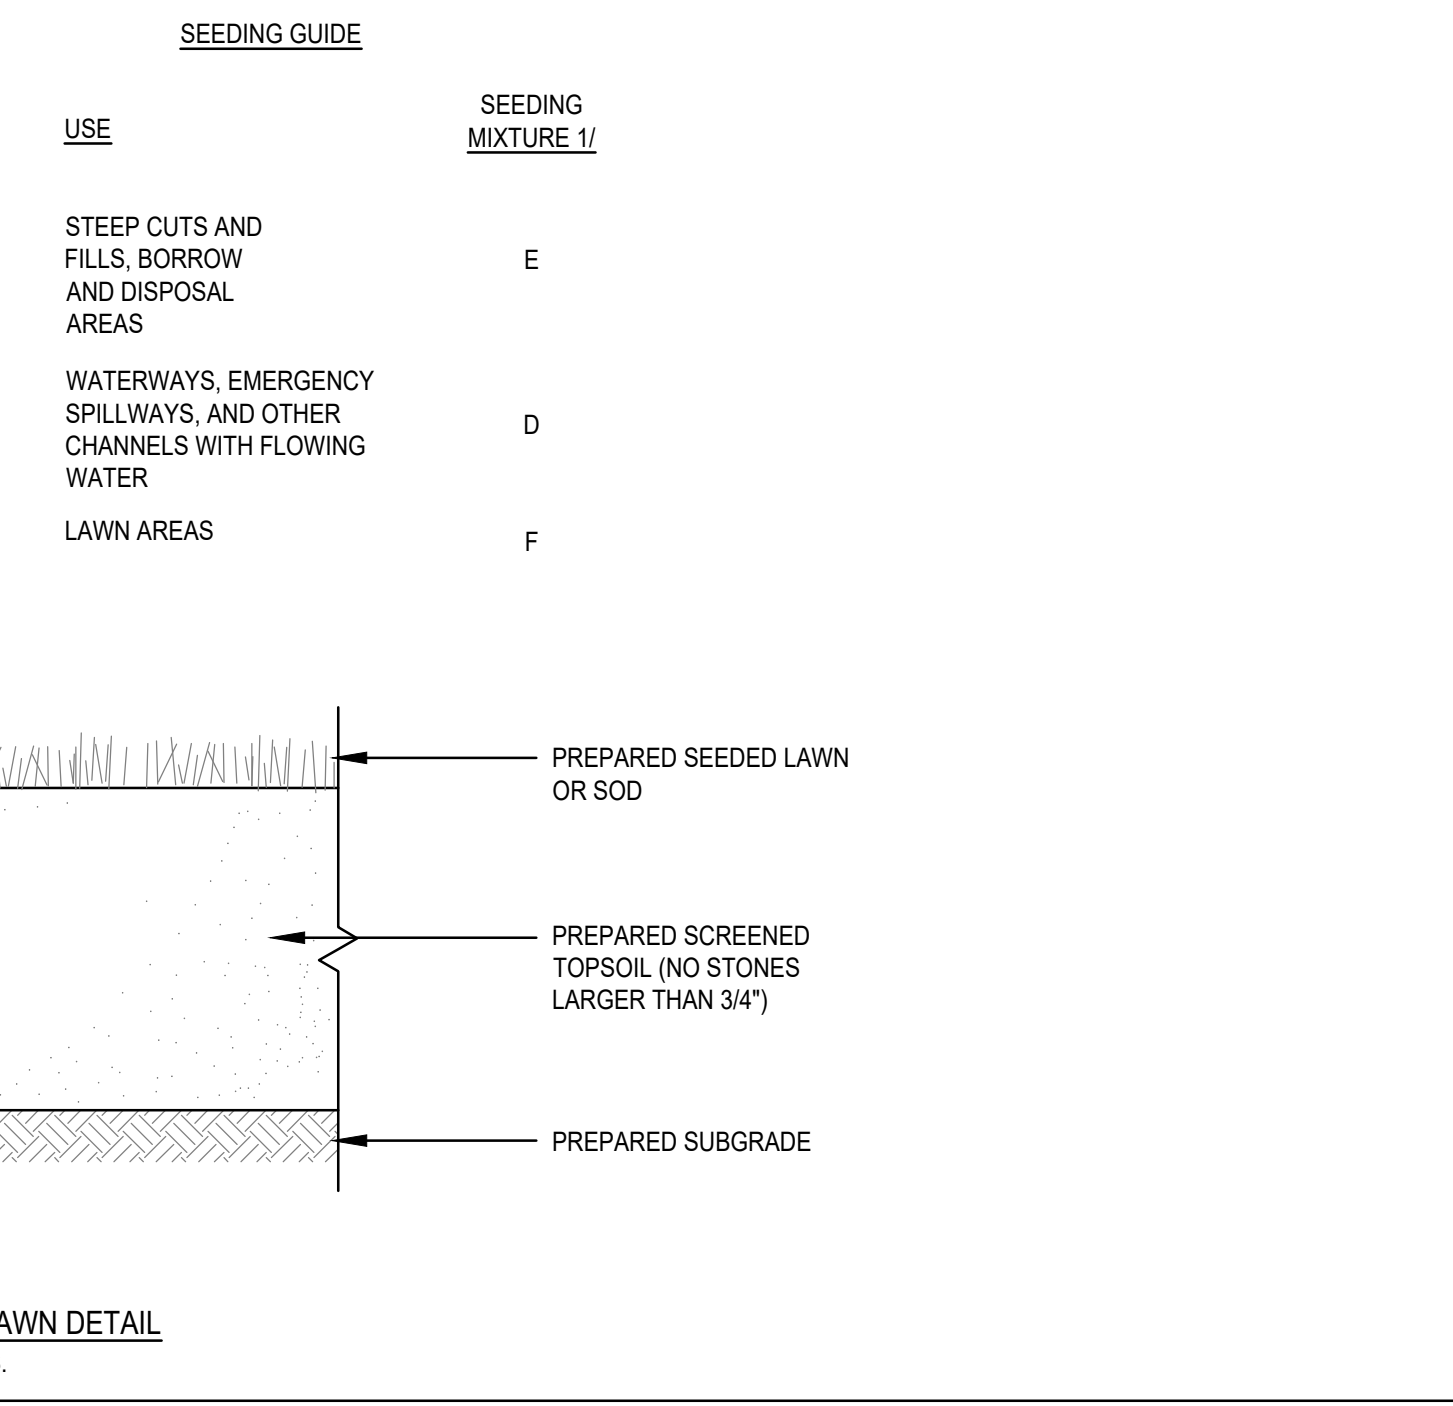 SEEDING GUIDE
USE
SEEDING
MIXTURE 1/
STEEP CUTS AND
FILLS, BORROW
AND DISPOSAL
AREAS
E
WATERWAYS, EMERGENCY
SPILLWAYS, AND OTHER
CHANNELS WITH FLOWING
WATER
D
LAWN AREAS
F
PREPARED SEEDED LAWN
OR SOD
PREPARED SCREENED
TOPSOIL (NO STONES
LARGER THAN 3/4")
PREPARED SUBGRADE
AWN DETAIL